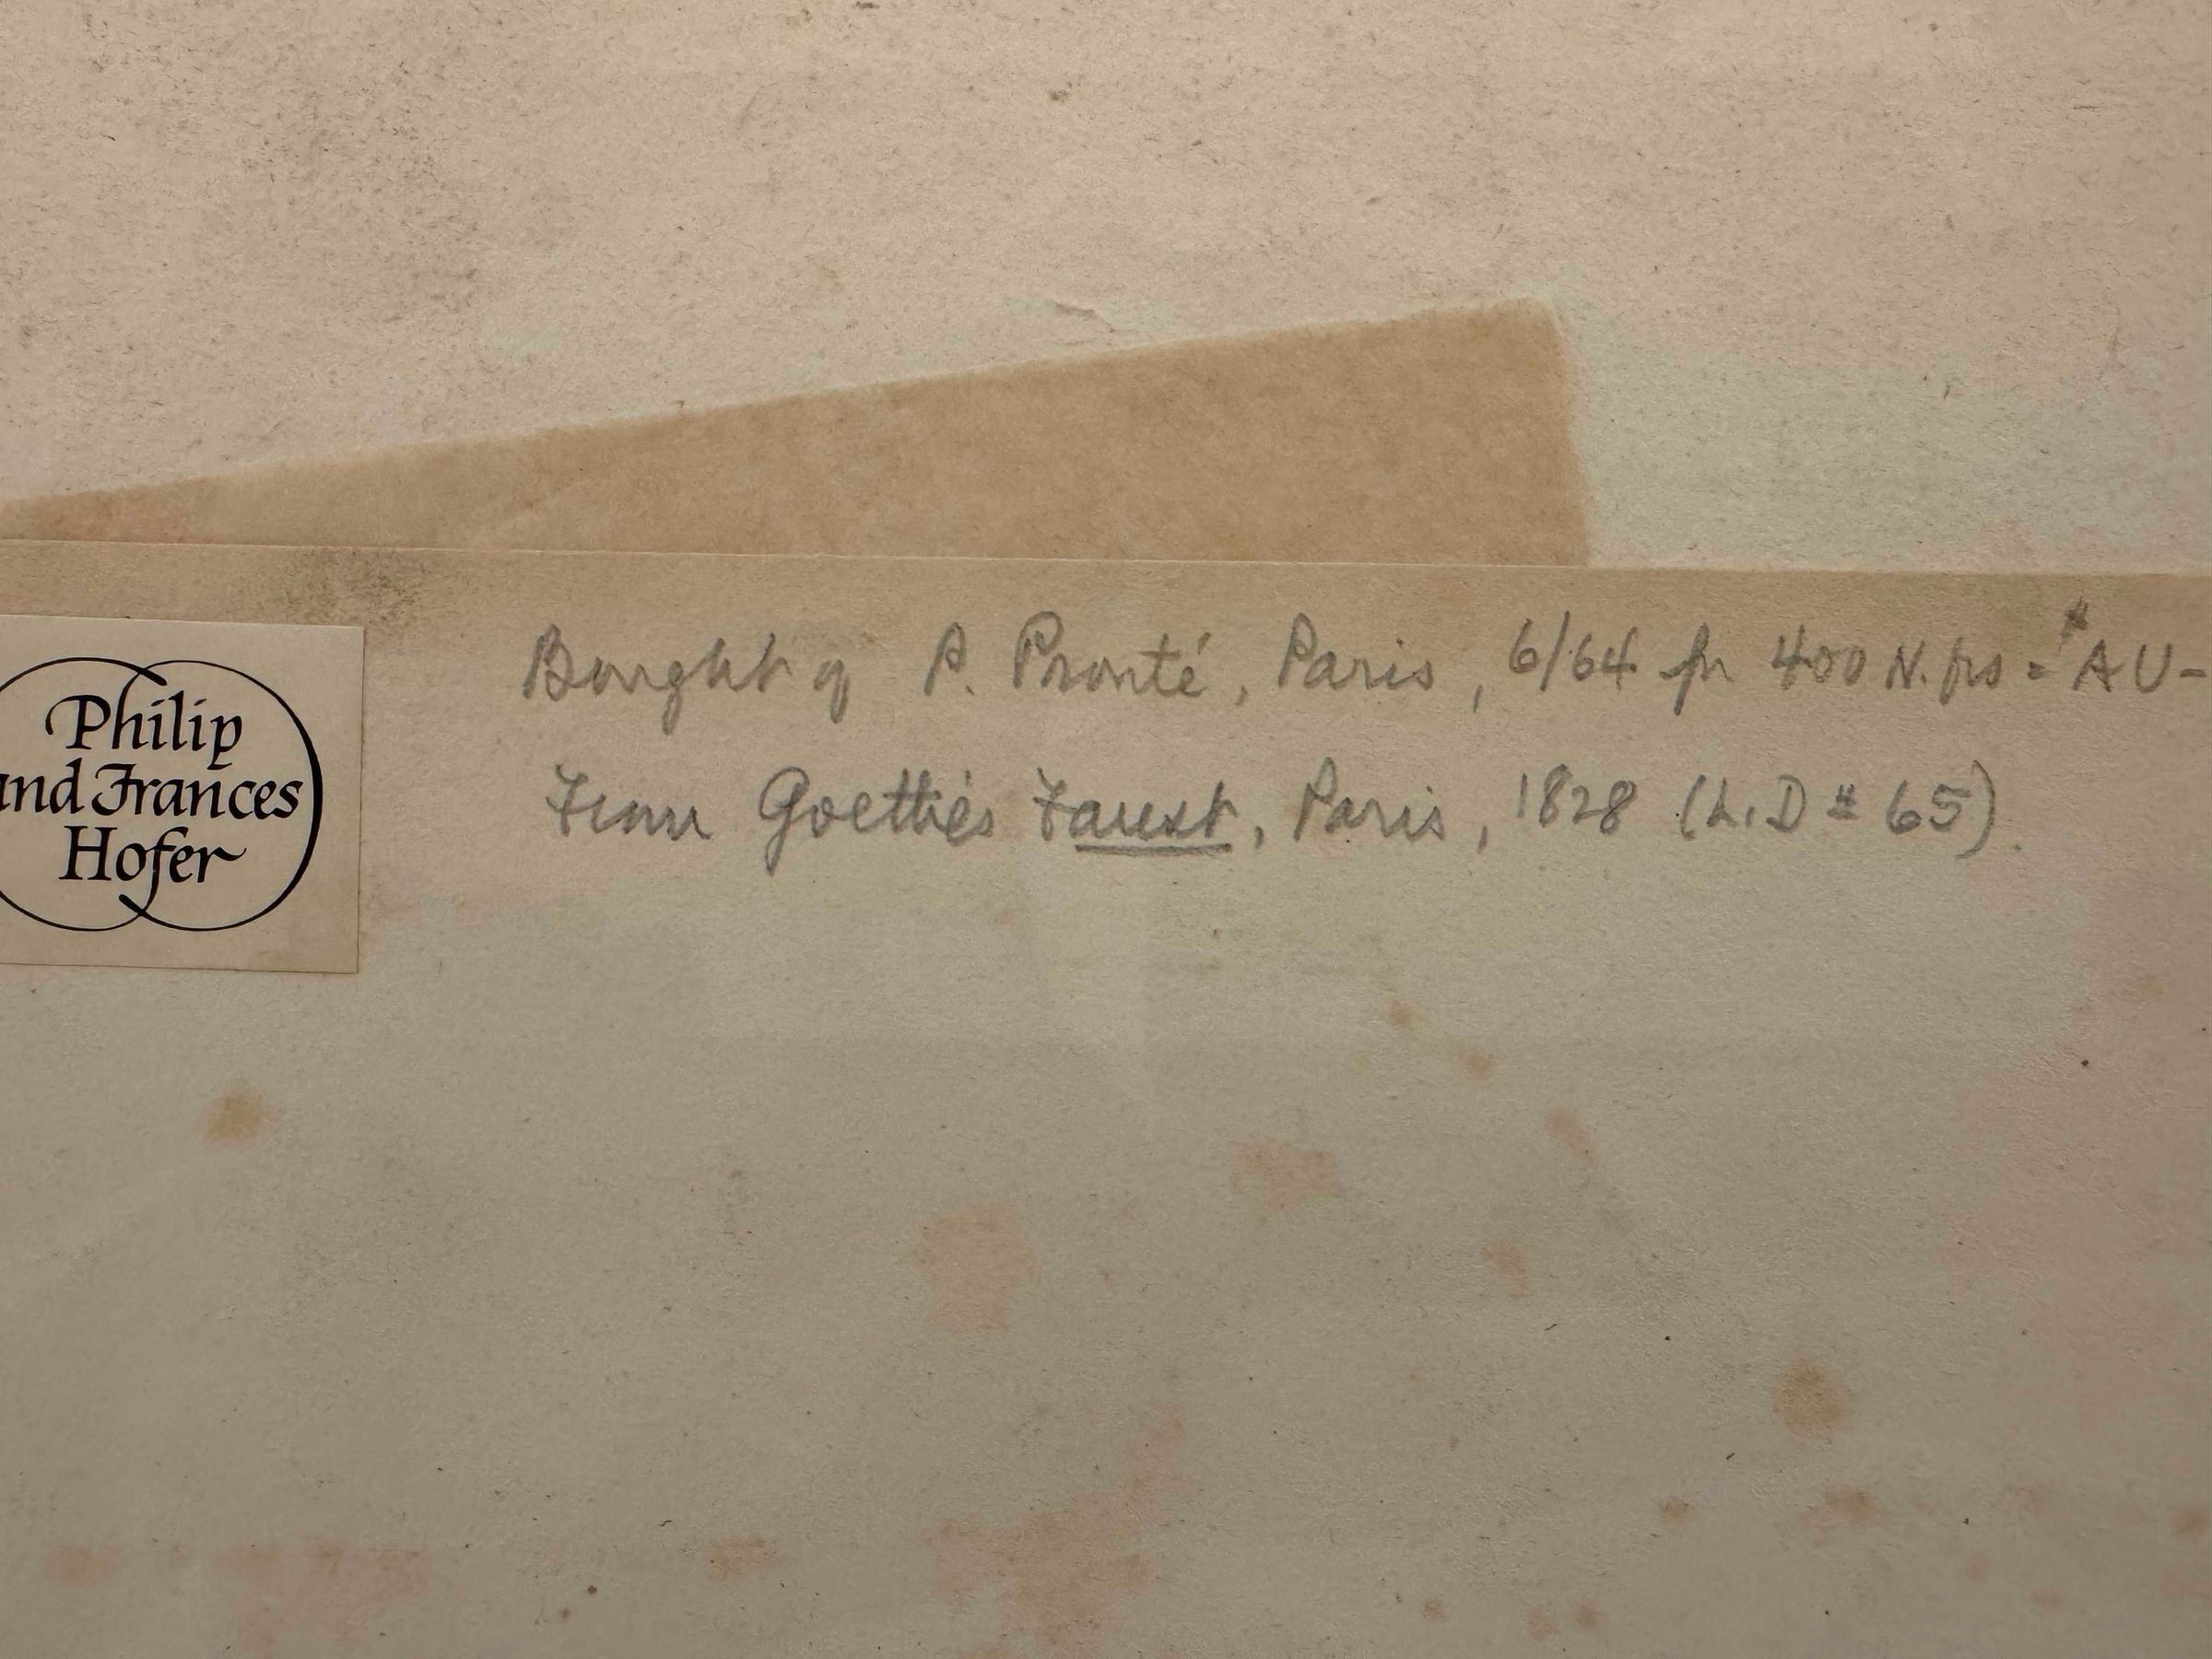 Philip
and Frances
Hofer
Bought of P. Prouté, Paris, 6/64 for 400 N. frs = $AU-
From Goethe's Faust, Paris, 1828 (L.D # 65).